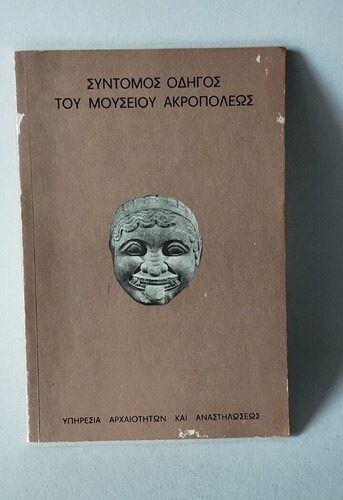 ΣΥΝΤΟΜΟΣ ΟΔΗΓΟΣ
ΤΟΥ ΜΟΥΣΕΙΟΥ ΑΚΡΟΠΟΛΕΩΣ
ΥΠΗΡΕΣΙΑ ΑΡΧΑΙΟΤΗΤΩΝ ΚΑΙ ΑΝΑΣΤΗΛΩΣΕΩΣ